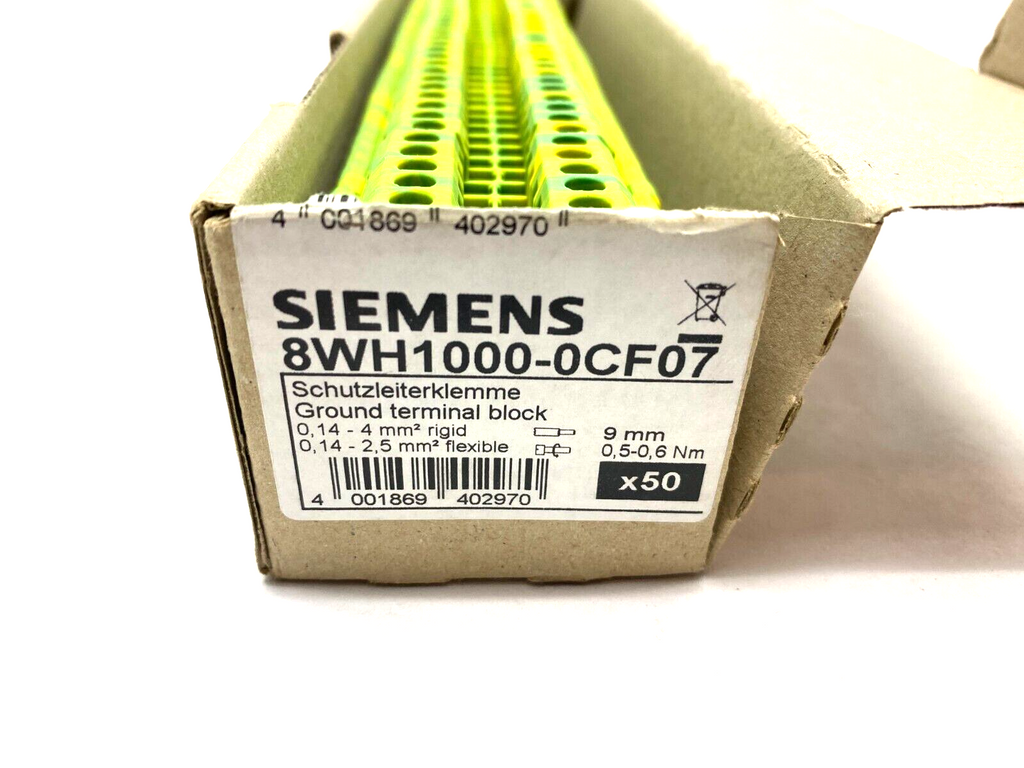 4 001869 402970
SIEMENS
8WH1000-0CF07
Schutzleiterklemme
Ground terminal block
0,14 - 4 mm² rigid 9 mm
0,14 - 2,5 mm² flexible 0,5-0,6 Nm
x50
4 001869 402970